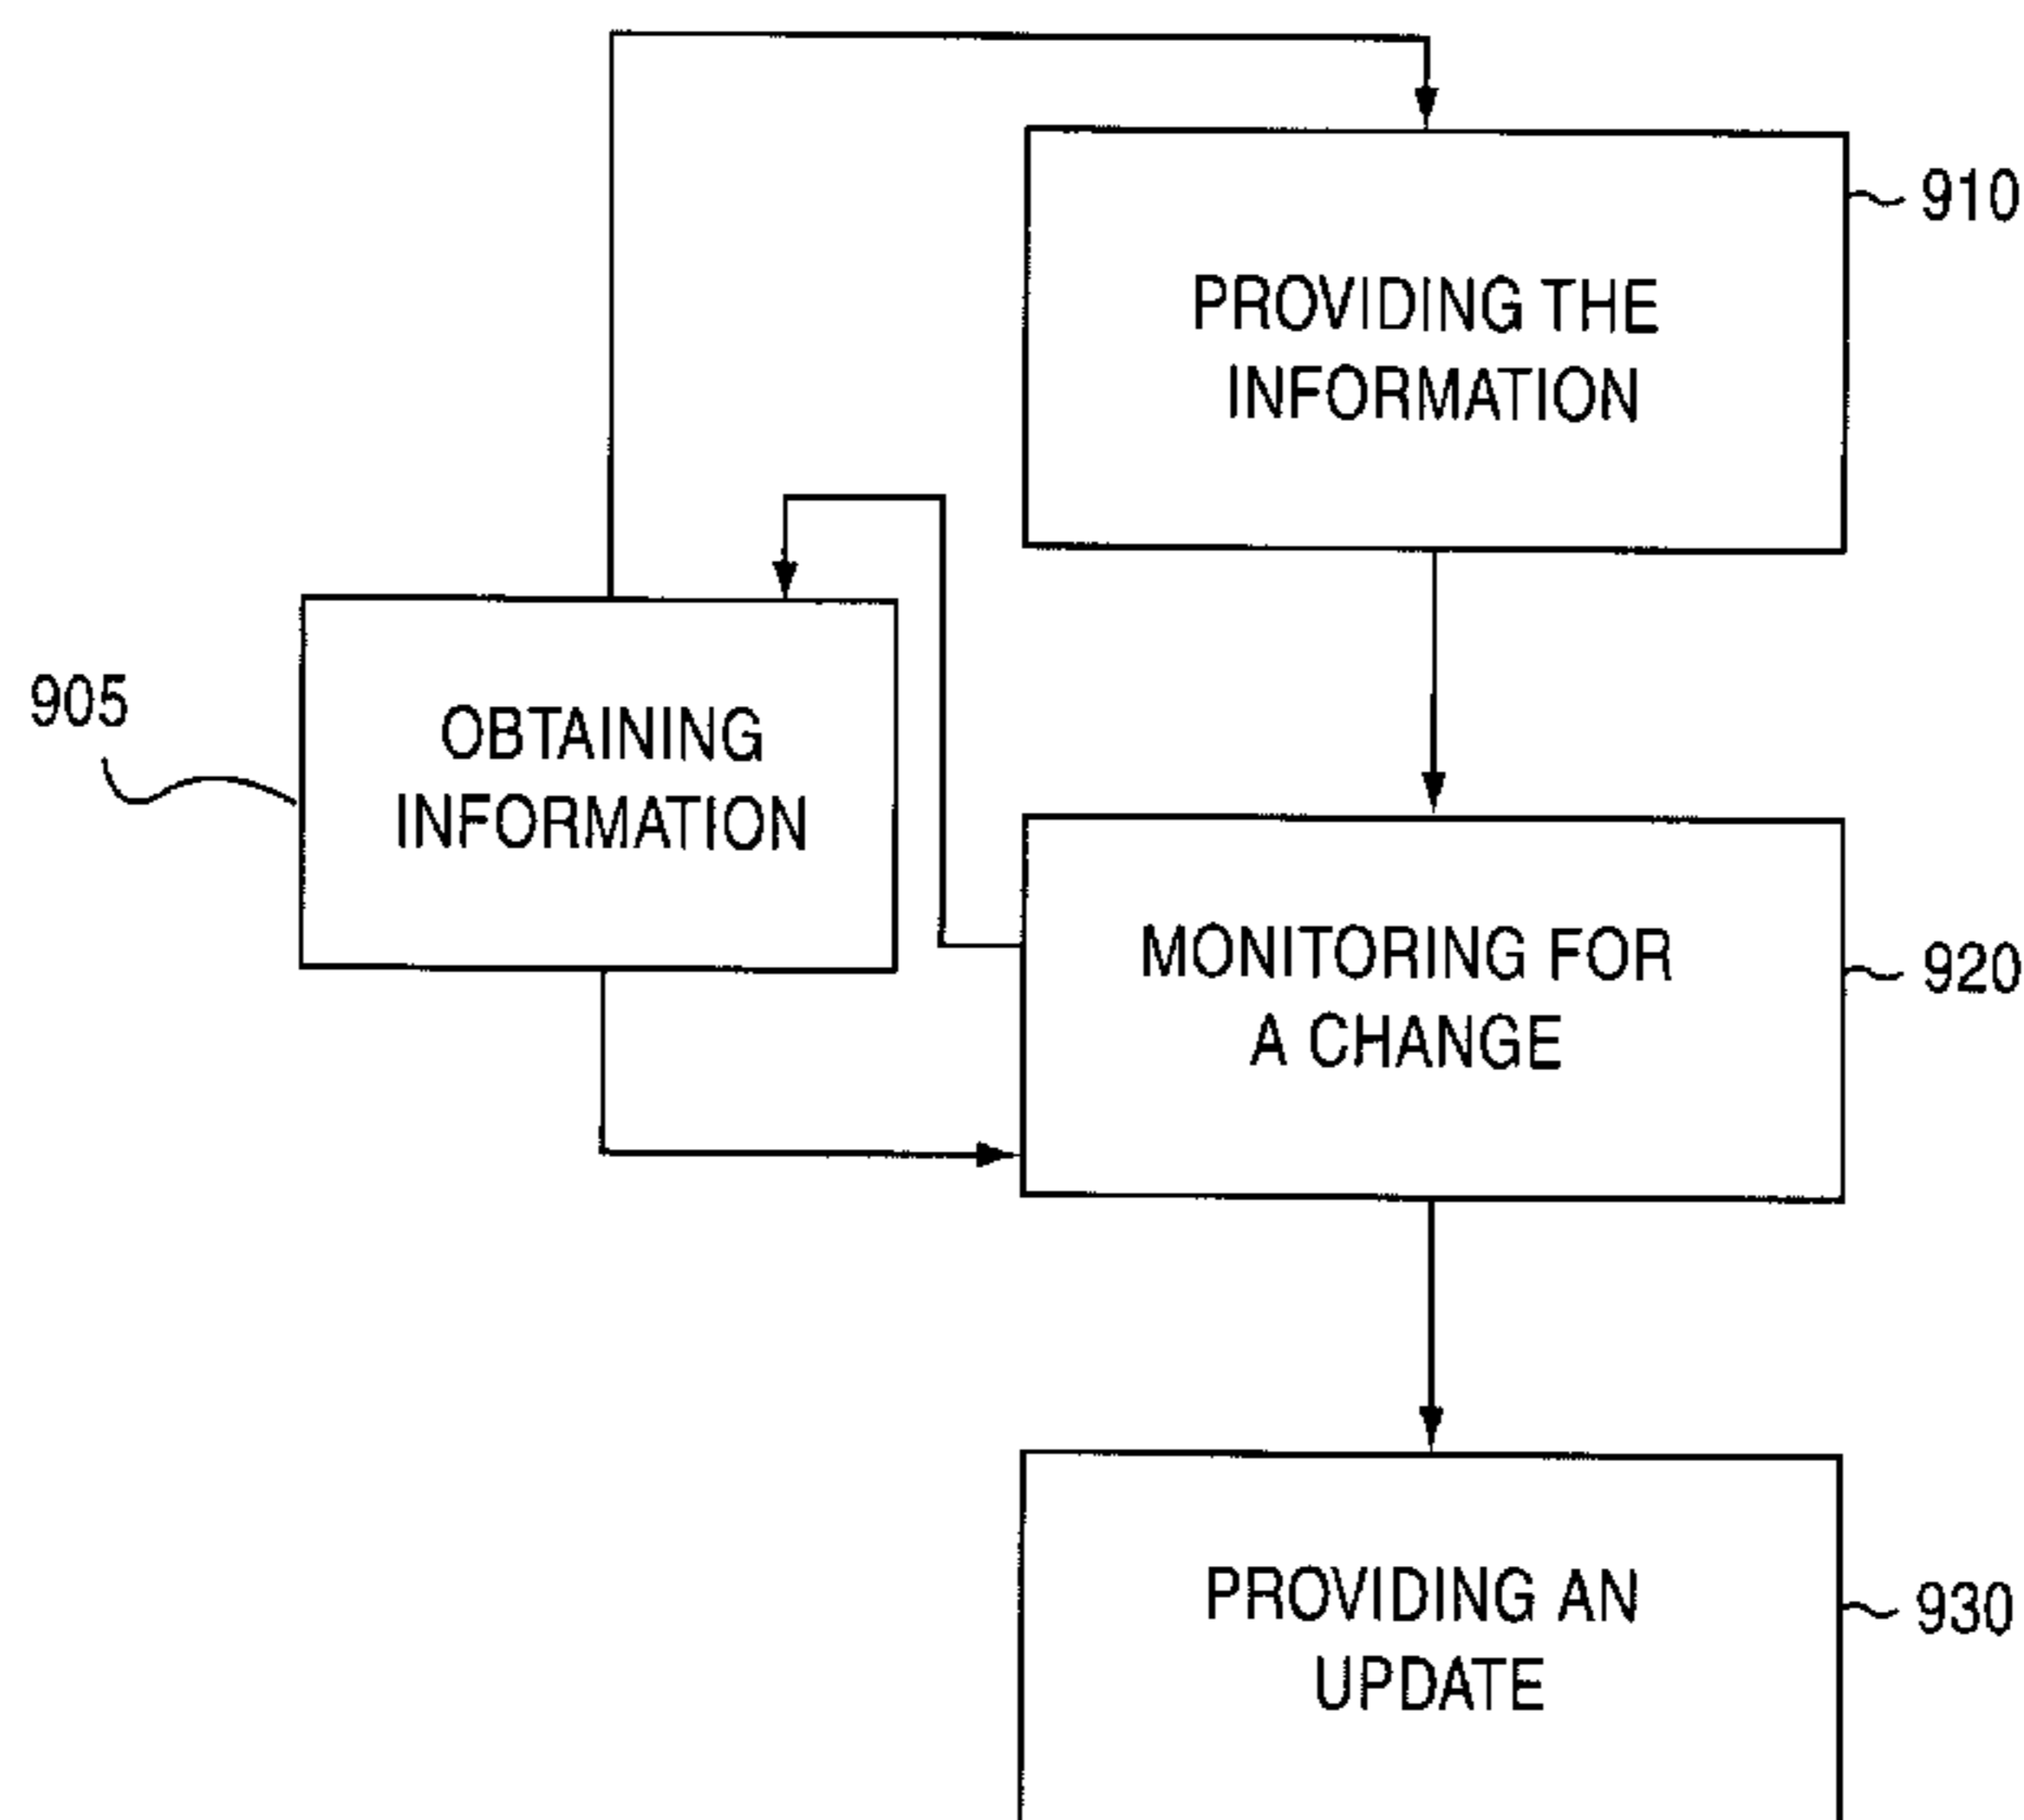 910
PROVIDING THE
INFORMATION
905
OBTAINING
INFORMATION
MONITORING FOR
A CHANGE
920
PROVIDING AN
UPDATE
930